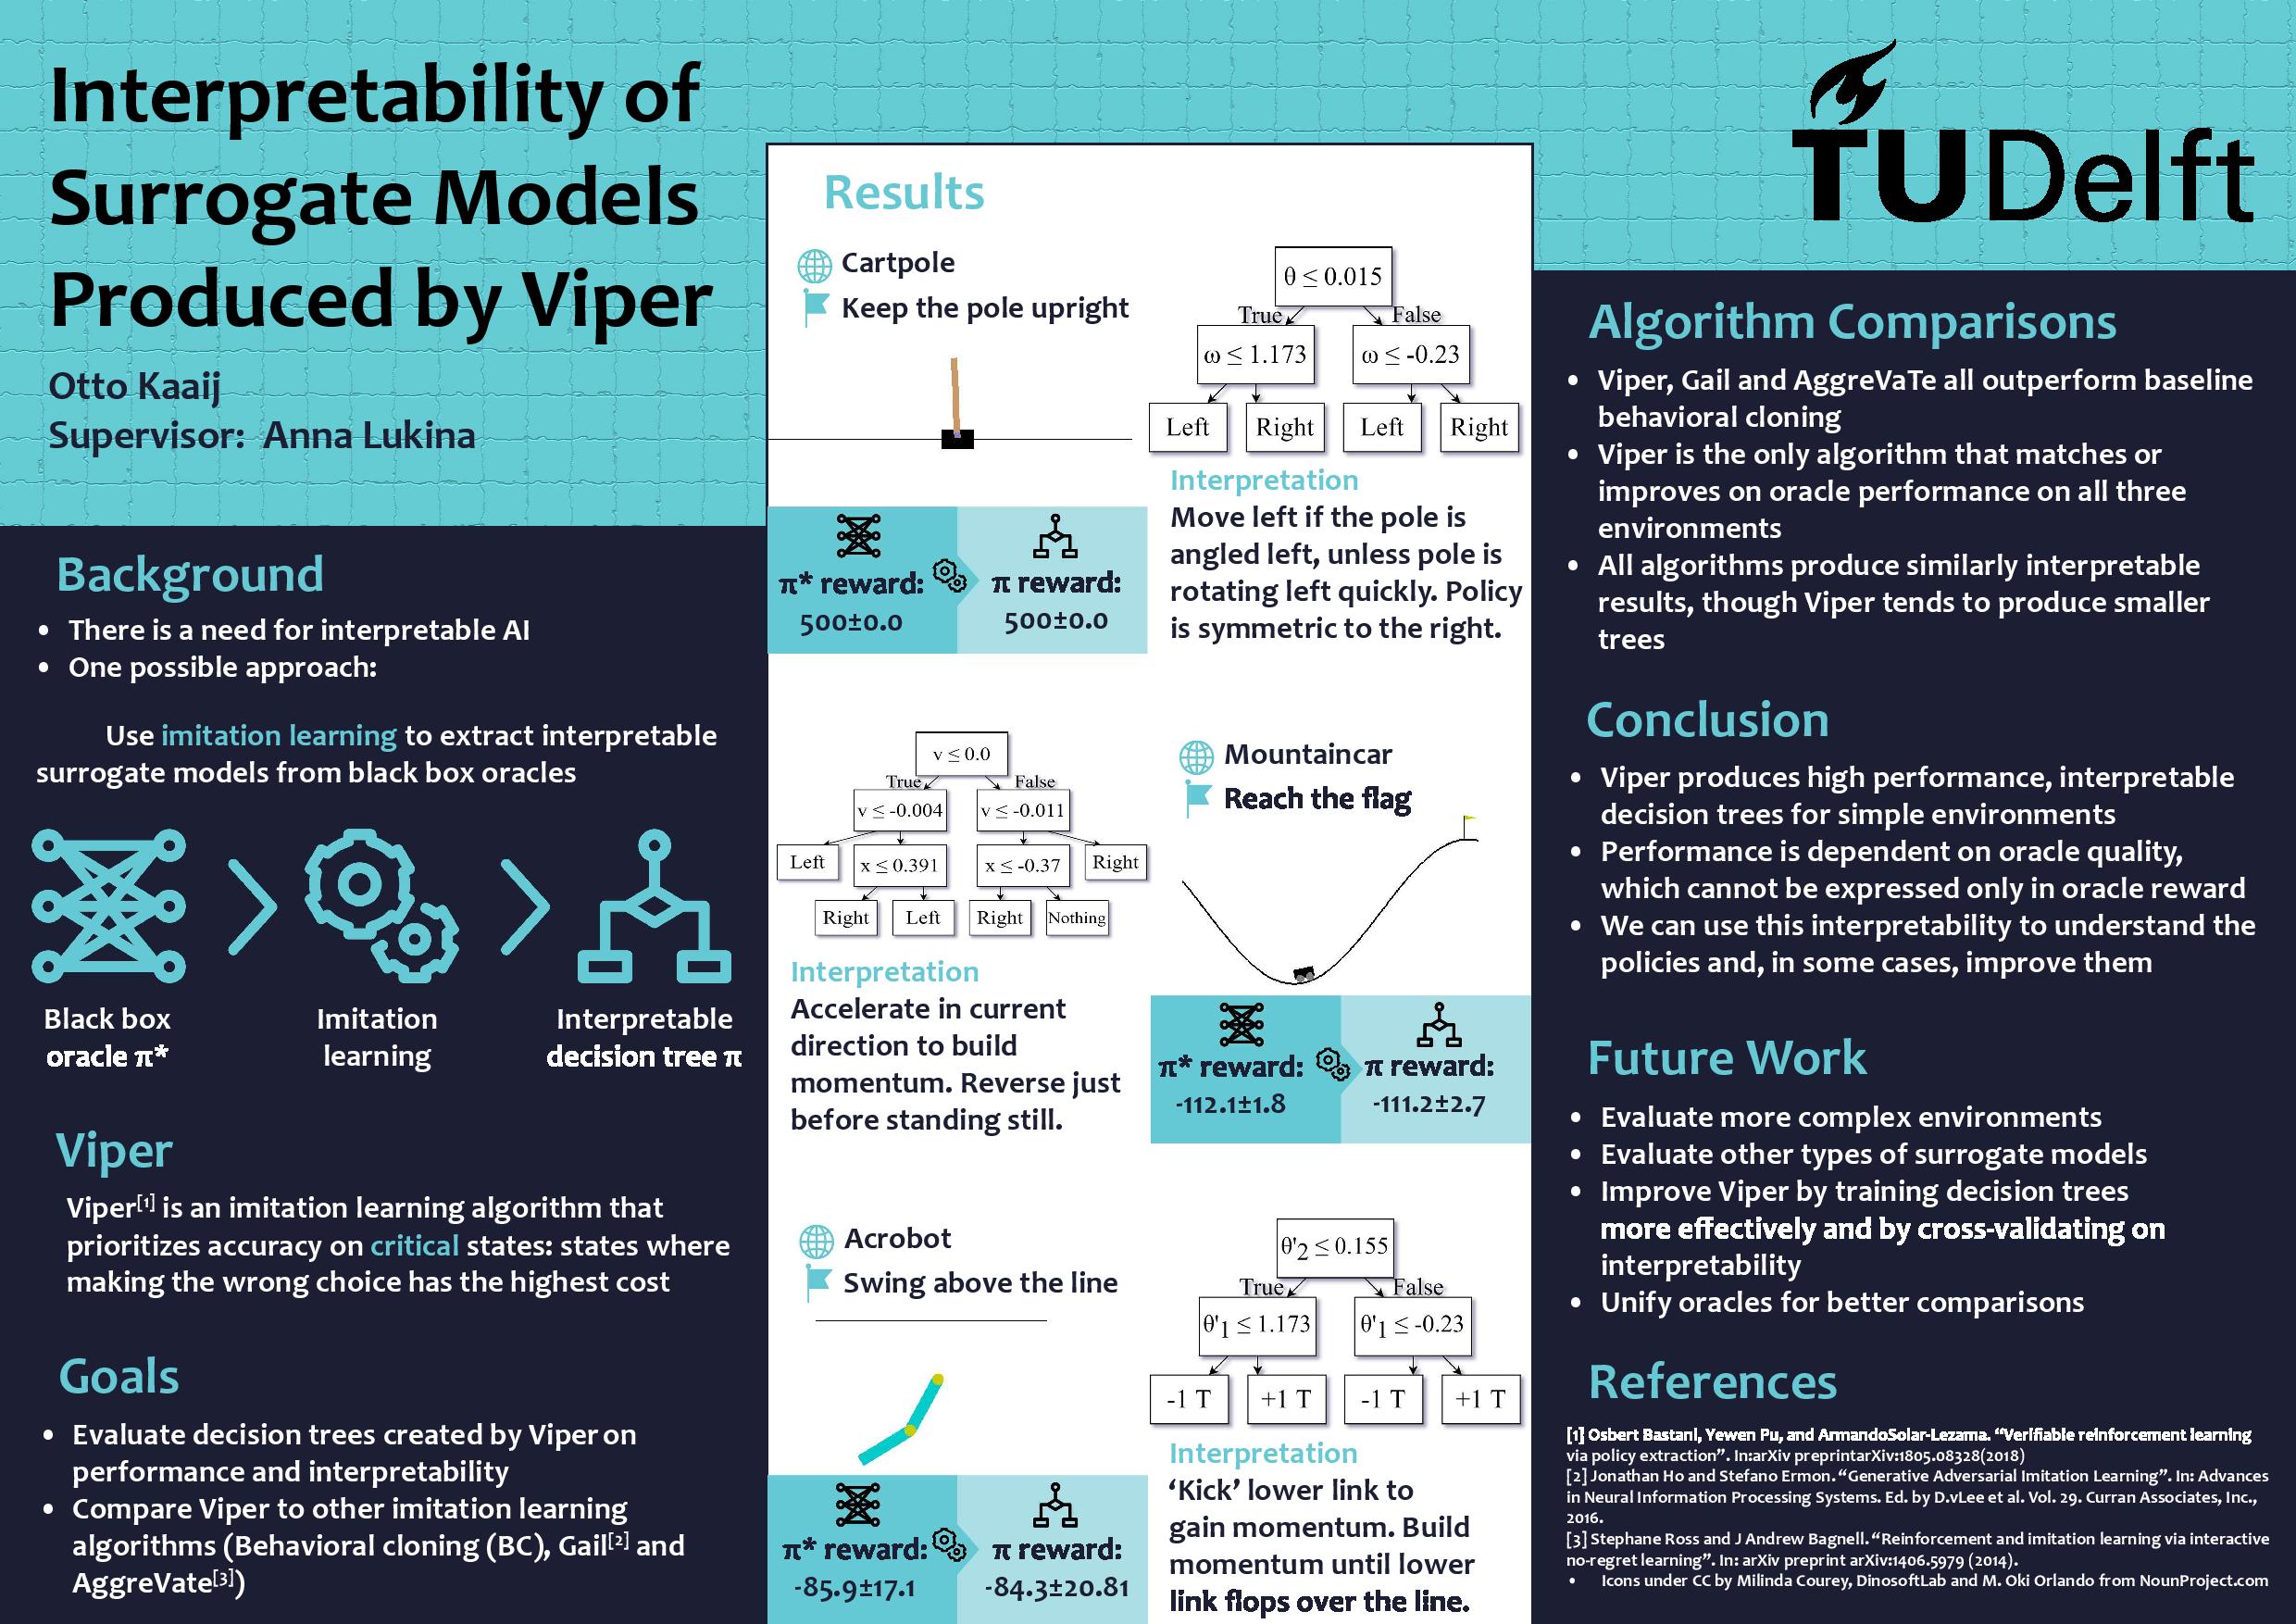 Interpretability of
Surrogate Models
Produced by Viper
Otto Kaaij
Supervisor: Anna Lukina
TUDelft
Background
• There is a need for interpretable AI
• One possible approach:
Use imitation learning to extract interpretable
surrogate models from black box oracles
Black box
oracle π*
Imitation
learning
Interpretable
decision tree π
Viper
Viper[1] is an imitation learning algorithm that
prioritizes accuracy on critical states: states where
making the wrong choice has the highest cost
Goals
• Evaluate decision trees created by Viper on
performance and interpretability
• Compare Viper to other imitation learning
algorithms (Behavioral cloning (BC), Gail[2] and
AggreVate[3])
Results
Cartpole
Keep the pole upright
θ ≤ 0.015
True False
ω ≤ 1.173 ω ≤ -0.23
Left Right Left Right
π* reward: π reward:
500±0.0 500±0.0
Interpretation
Move left if the pole is
angled left, unless pole is
rotating left quickly. Policy
is symmetric to the right.
v ≤ 0.0
True False
v ≤ -0.004 v ≤ -0.011
Left x ≤ 0.391 x ≤ -0.37 Right
Right Left Right Nothing
Interpretation
Accelerate in current
direction to build
momentum. Reverse just
before standing still.
Mountaincar
Reach the flag
π* reward: π reward:
-112.1±1.8 -111.2±2.7
Acrobot
Swing above the line
θ'2 ≤ 0.155
True False
θ'1 ≤ 1.173 θ'1 ≤ -0.23
-1 T +1 T -1 T +1 T
π* reward: π reward:
-85.9±17.1 -84.3±20.81
Interpretation
‘Kick’ lower link to
gain momentum. Build
momentum until lower
link flops over the line.
Algorithm Comparisons
• Viper, Gail and AggreVaTe all outperform baseline
behavioral cloning
• Viper is the only algorithm that matches or
improves on oracle performance on all three
environments
• All algorithms produce similarly interpretable
results, though Viper tends to produce smaller
trees
Conclusion
• Viper produces high performance, interpretable
decision trees for simple environments
• Performance is dependent on oracle quality,
which cannot be expressed only in oracle reward
• We can use this interpretability to understand the
policies and, in some cases, improve them
Future Work
• Evaluate more complex environments
• Evaluate other types of surrogate models
• Improve Viper by training decision trees
more effectively and by cross-validating on
interpretability
• Unify oracles for better comparisons
References
[1] Osbert Bastani, Yewen Pu, and ArmandoSolar-Lezama. “Verifiable reinforcement learning
via policy extraction”. In:arXiv preprintarXiv:1805.08328(2018)
[2] Jonathan Ho and Stefano Ermon. “Generative Adversarial Imitation Learning”. In: Advances
in Neural Information Processing Systems. Ed. by D.vLee et al. Vol. 29. Curran Associates, Inc.,
2016.
[3] Stephane Ross and J Andrew Bagnell. “Reinforcement and imitation learning via interactive
no-regret learning”. In: arXiv preprint arXiv:1406.5979 (2014).
• Icons under CC by Milinda Courey, DinosoftLab and M. Oki Orlando from NounProject.com